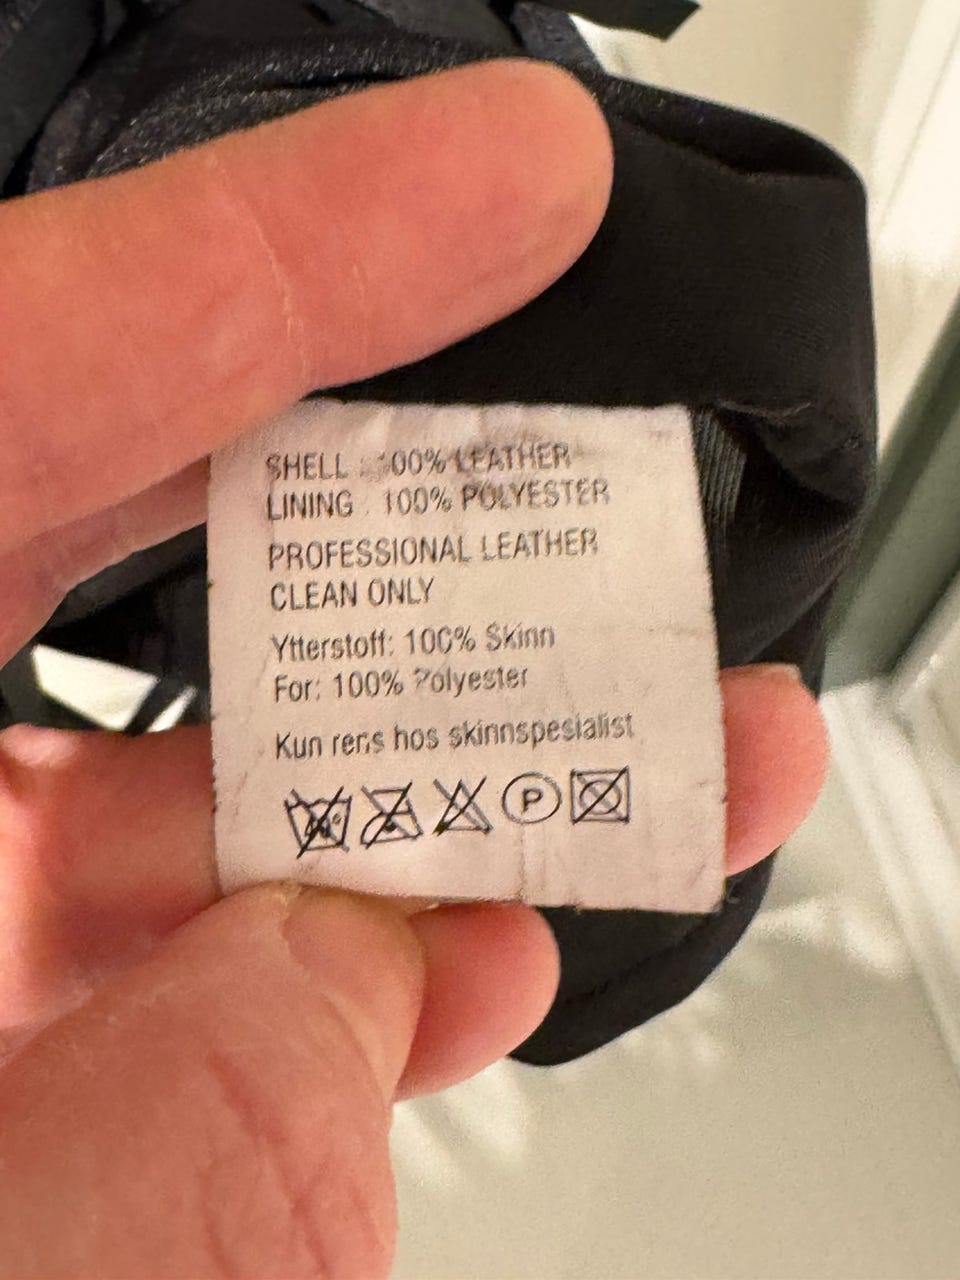 SHELL : 100% LEATHER
LINING : 100% POLYESTER
PROFESSIONAL LEATHER
CLEAN ONLY
Ytterstoff: 100% Skinn
For: 100% Polyester
Kun rens hos skinnspesialist
P